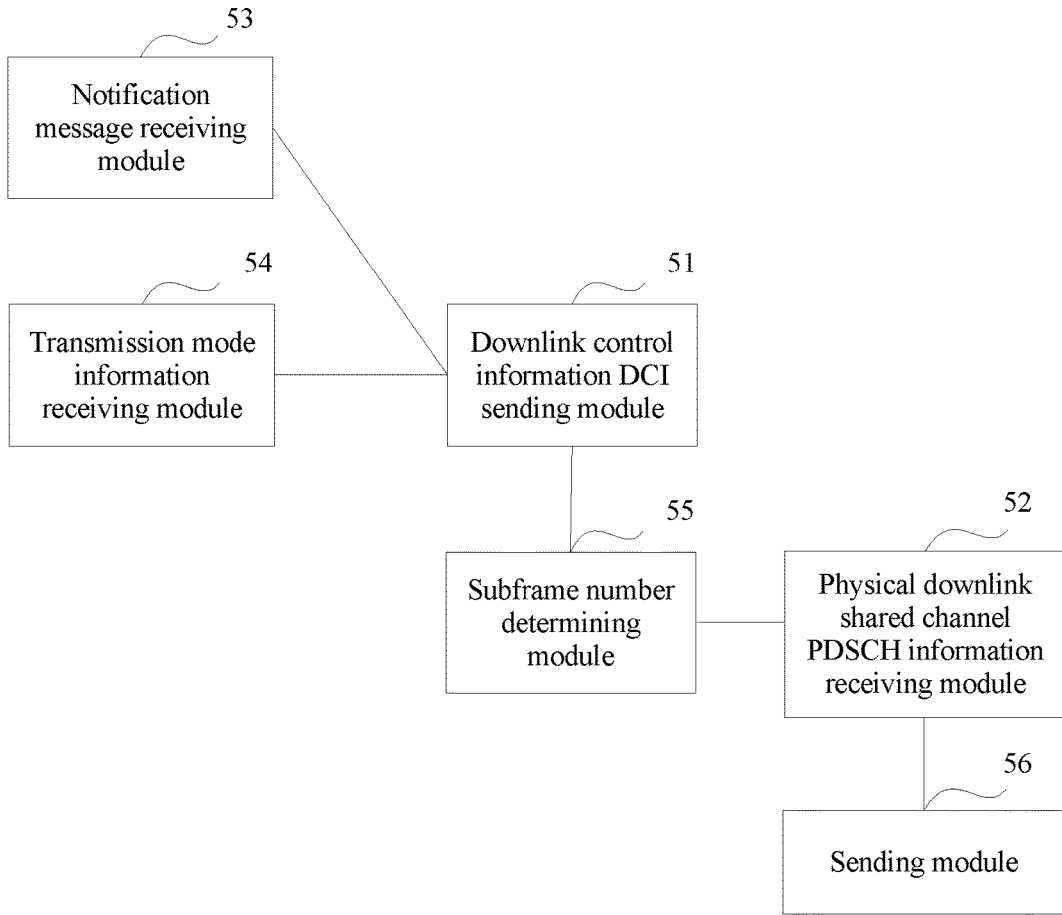 53
Notification
message receiving
module
54
Transmission mode
information
receiving module
51
Downlink control
information DCI
sending module
55
Subframe number
determining
module
52
Physical downlink
shared channel
PDSCH information
receiving module
56
Sending module